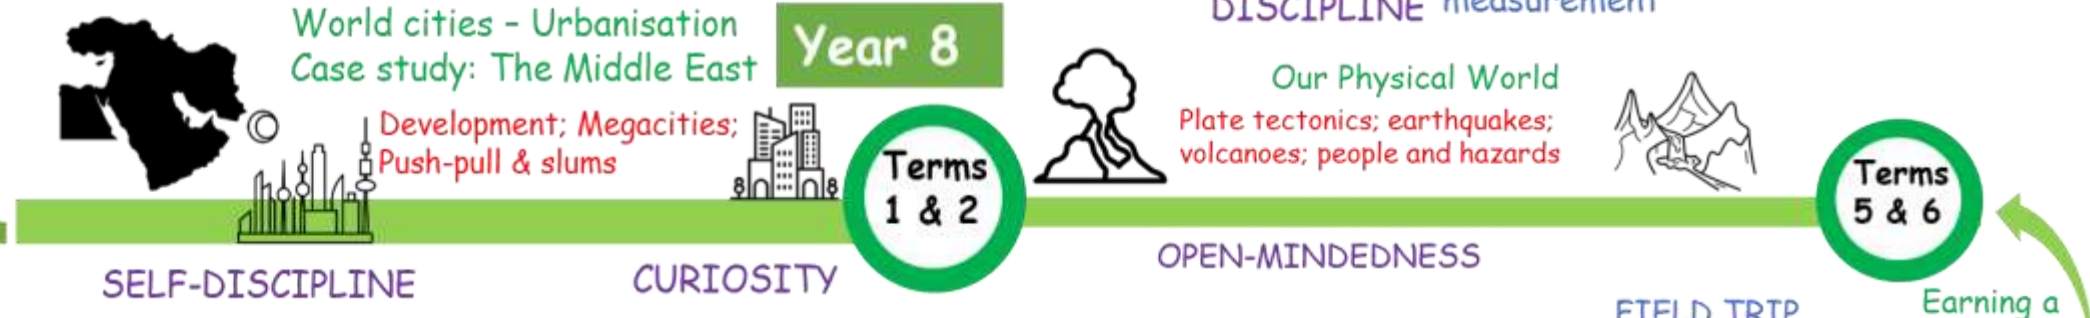 World cities – Urbanisation
Case study: The Middle East
Year 8
DISCIPLINE measurement
Development; Megacities;
Push-pull & slums
Terms
1 & 2
Our Physical World
Plate tectonics; earthquakes;
volcanoes; people and hazards
Terms
5 & 6
SELF-DISCIPLINE
CURIOSITY
OPEN-MINDEDNESS
FIELD TRIP
Earning a